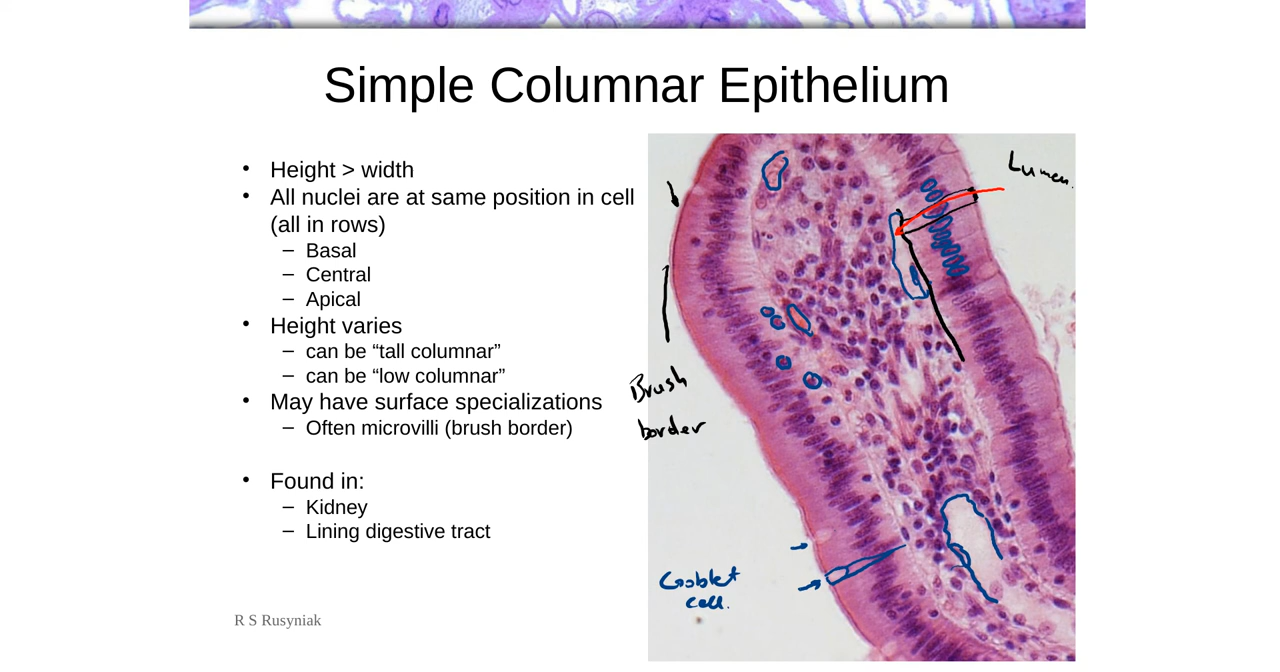 Simple Columnar Epithelium
• Height > width
• All nuclei are at same position in cell
(all in rows)
– Basal
– Central
– Apical
• Height varies
– can be “tall columnar”
– can be “low columnar”
• May have surface specializations
– Often microvilli (brush border)
• Found in:
– Kidney
– Lining digestive tract
R S Rusyniak
Lumen.
Brush
border
Goblet
cell.